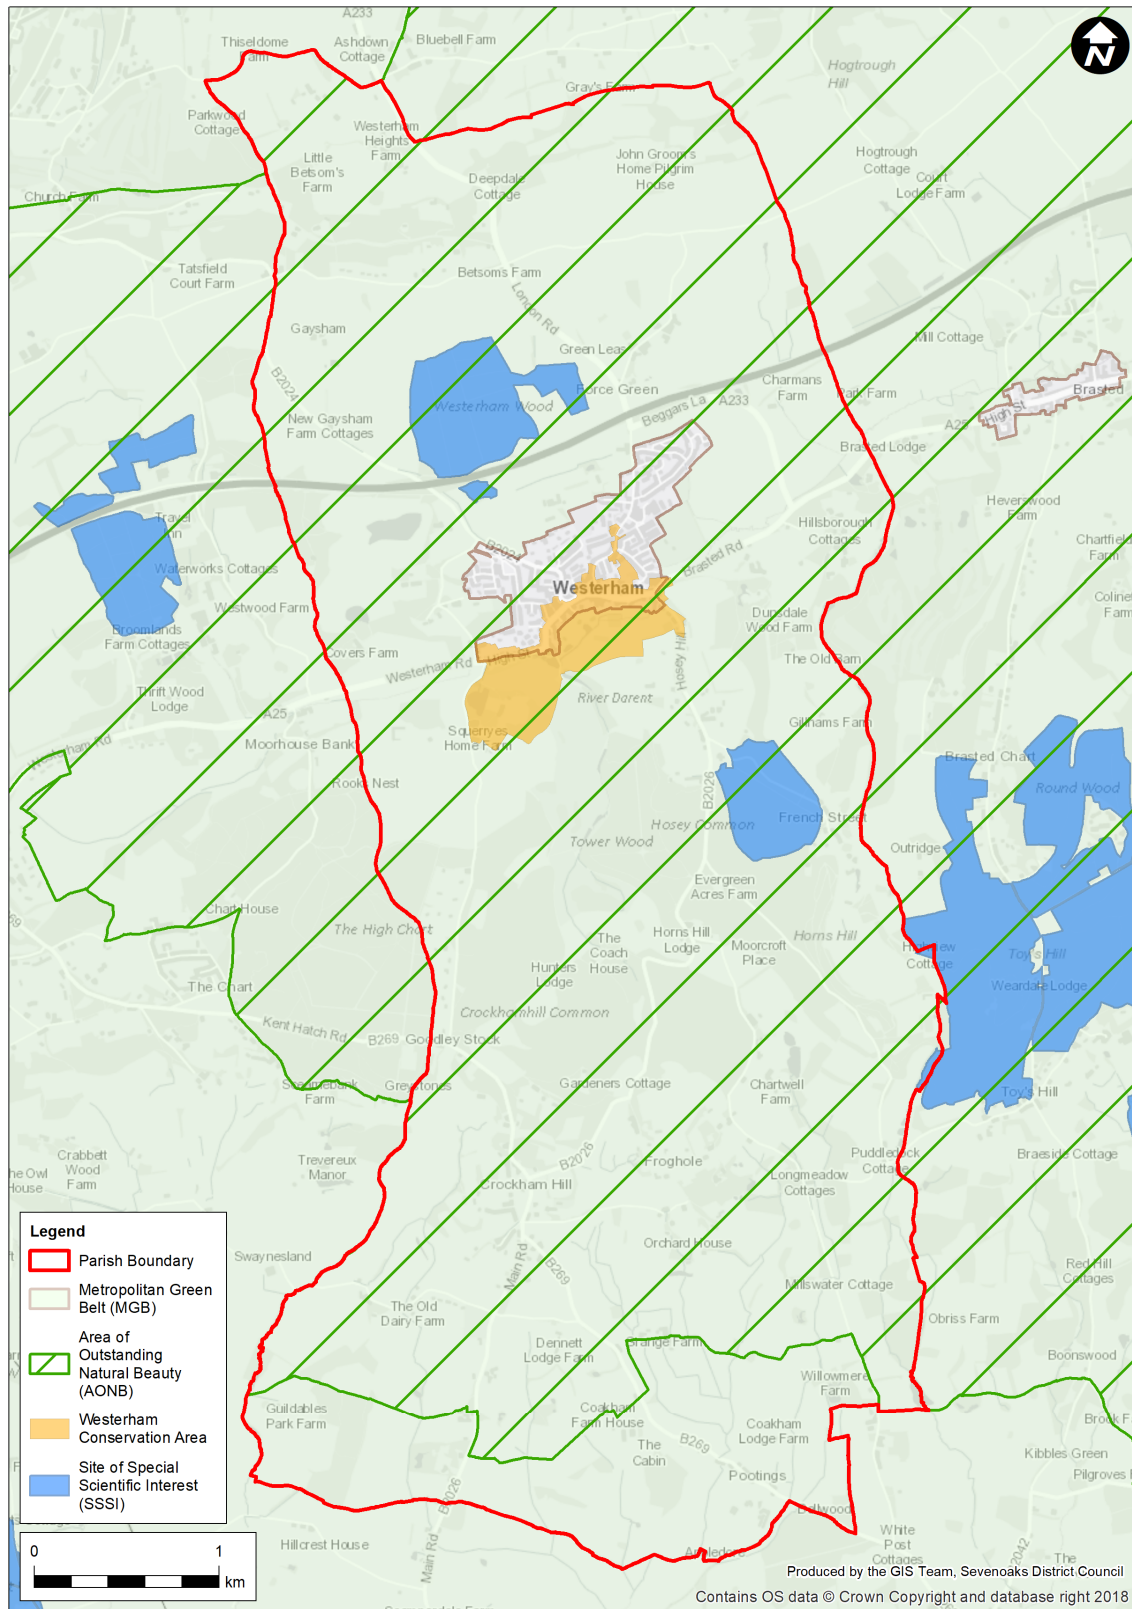 A233
Thiseldome
Farm
Ashdown
Cottage
Bluebell Farm
N
Hogtrough
Hill
Gray's Farm
Parkwood
Cottage
Westerham
Heights
Farm
Little
Betsom's
Farm
Deepdale
Cottage
John Groom's
Home Pilgrim
House
Hogtrough
Cottage
Court
Lodge Farm
Church Farm
Tatsfield
Court Farm
Betsoms Farm
London Rd
Gaysham
Green Leas
Mill Cottage
B2024
Westerham Wood
Force Green
Charmans
Farm
Park Farm
Brasted
High St
A25
Beggars La
A233
New Gaysham
Farm Cottages
Brasted Lodge
Heverswood
Farm
Travel
Inn
Hillsborough
Cottages
Chartfield
Farm
B2024
Brasted Rd
Waterworks Cottages
Westerham
Westwood Farm
Dunsdale
Wood Farm
Broomlands
Farm Cottages
Covers Farm
Westerham Rd
High St
Hosey Hill
The Old Barn
Thrift Wood
Lodge
River Darent
A25
Gillhams Farm
Westerham Rd
Moorhouse Bank
Squerryes
Home Farm
Brasted Chart
Rooks Nest
B2026
Round Wood
French Street
Hosey Common
Tower Wood
Outridge
Evergreen
Acres Farm
Chart House
The High Chart
Horns Hill
Lodge
The
Coach
House
Moorcroft
Place
Horns Hill
Highview
Cottage
Toy's Hill
Hunters
Lodge
The Chart
Weardale Lodge
Crockhamhill Common
Kent Hatch Rd
B269
Goodley Stock
Greystones
Gardeners Cottage
Chartwell
Farm
Toy's Hill
Crabbett
Wood
Farm
Trevereux
Manor
B2026
Froghole
Puddledock
Cottage
Braeside Cottage
Longmeadow
Cottages
Crockham Hill
Main Rd
B269
Orchard House
Swaynesland
Red Hill
Cottages
Millswater Cottage
The Old
Dairy Farm
Obriss Farm
Dennett
Lodge Farm
Grange Farm
Boonswood
Willowmere
Farm
Guildables
Park Farm
Coakham
Farm House
Coakham
Lodge Farm
B269
The
Cabin
Kibbles Green
Pootings
Dellwood
B2026
Main Rd
Hillcrest House
Appledore
White
Post
Cottages
Legend
Parish Boundary
Metropolitan Green
Belt (MGB)
Area of
Outstanding
Natural Beauty
(AONB)
Westerham
Conservation Area
Site of Special
Scientific Interest
(SSSI)
0 1
km
Produced by the GIS Team, Sevenoaks District Council
Contains OS data © Crown Copyright and database right 2018